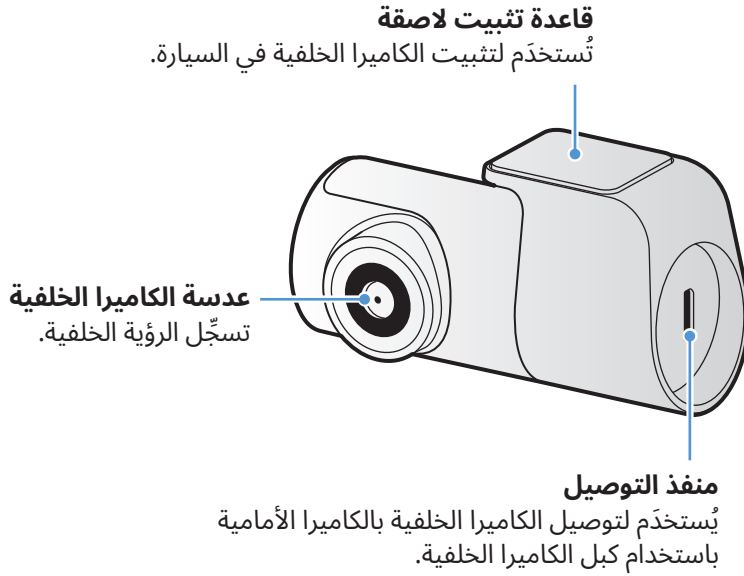 قاعدة تثبيت لاصقة
تُستخدَم لتثبيت الكاميرا الخلفية في السيارة.
عدسة الكاميرا الخلفية
تسجِّل الرؤية الخلفية.
منفذ التوصيل
يُستخدَم لتوصيل الكاميرا الخلفية بالكاميرا الأمامية
باستخدام كبل الكاميرا الخلفية.